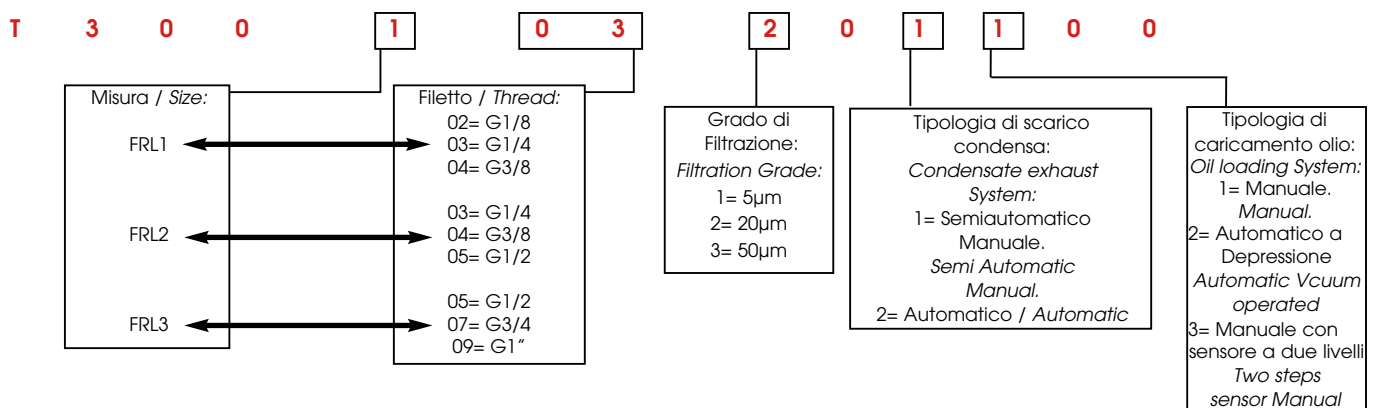 T 3 0 0 1 0 3 2 0 1 1 0 0
Misura / Size:
FRL1
FRL2
FRL3
Filetto / Thread:
02= G1/8
03= G1/4
04= G3/8
03= G1/4
04= G3/8
05= G1/2
05= G1/2
07= G3/4
09= G1”
Grado di
Filtrazione:
Filtration Grade:
1= 5µm
2= 20µm
3= 50µm
Tipologia di scarico
condensa:
Condensate exhaust
System:
1= Semiautomatico
Manuale.
Semi Automatic
Manual.
2= Automatico / Automatic
Tipologia di
caricamento olio:
Oil loading System:
1= Manuale.
Manual.
2= Automatico a
Depressione
Automatic Vcuum
operated
3= Manuale con
sensore a due livelli
Two steps
sensor Manual